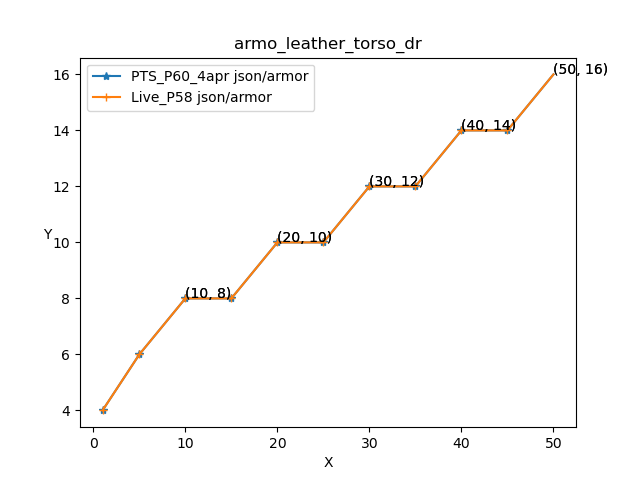 armo_leather_torso_dr
PTS_P60_4apr json/armor
Live_P58 json/armor
16
14
12
10
8
6
4
Y
(50, 16)
(40, 14)
(30, 12)
(20, 10)
(10, 8)
0 10 20 30 40 50
X